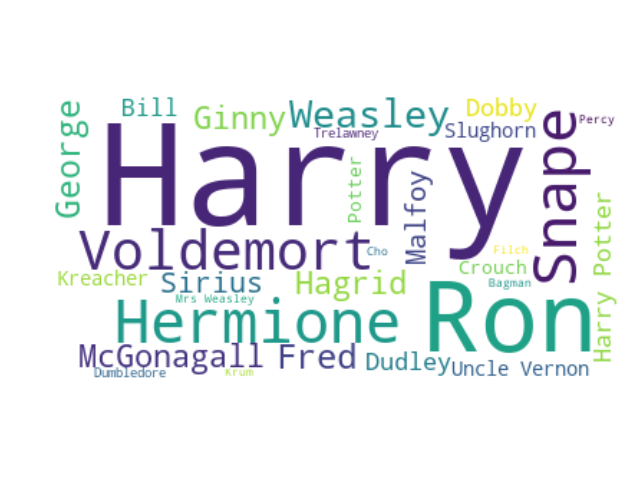 George
Bill
Ginny
Weasley
Dobby
Percy
Slughorn
Trelawney
Harry
Snape
Potter
Malfoy
Voldemort
Cho
Filch
Crouch
Bagman
Harry Potter
Kreacher
Sirius
Hagrid
Mrs Weasley
Hermione
Ron
McGonagall
Fred
Dudley
Uncle Vernon
Dumbledore
Krum